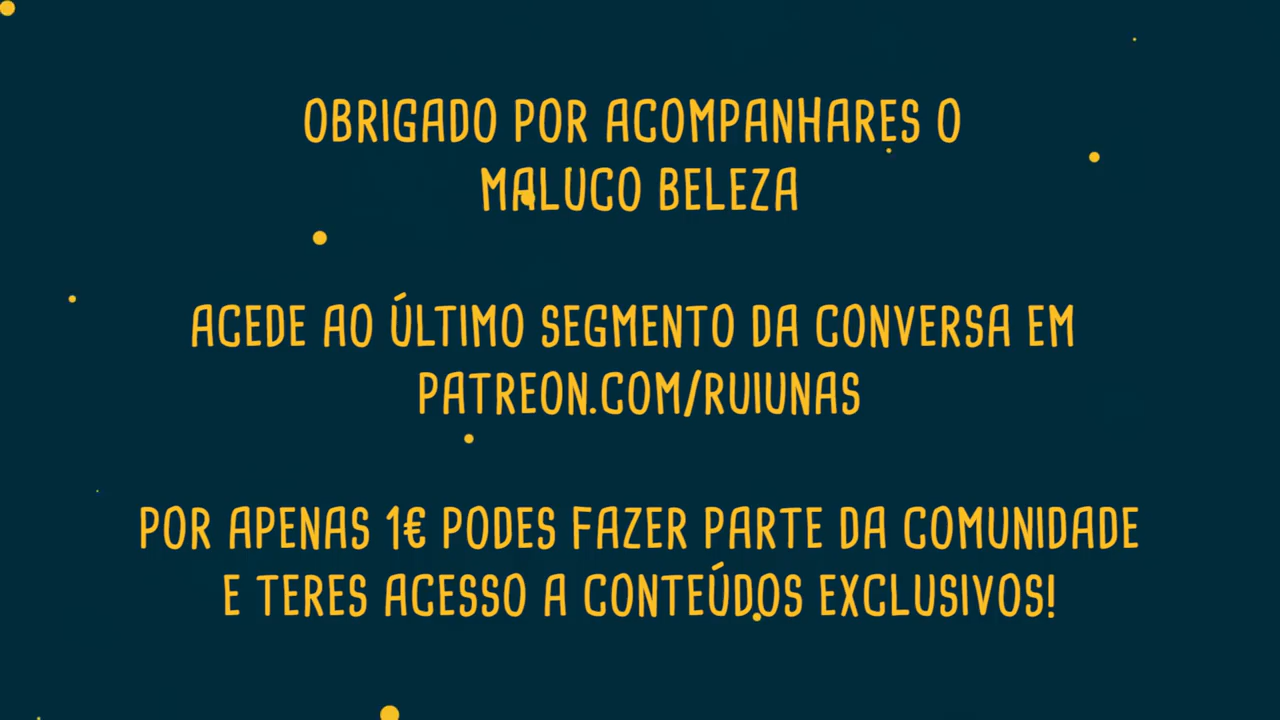 OBRIGADO POR ACOMPANHARES O
MALUCO BELEZA
ACEDE AO ÚLTIMO SEGMENTO DA CONVERSA EM
PATREON.COM/RUIUNAS
POR APENAS 1€ PODES FAZER PARTE DA COMUNIDADE
E TERES ACESSO A CONTEÚDOS EXCLUSIVOS!